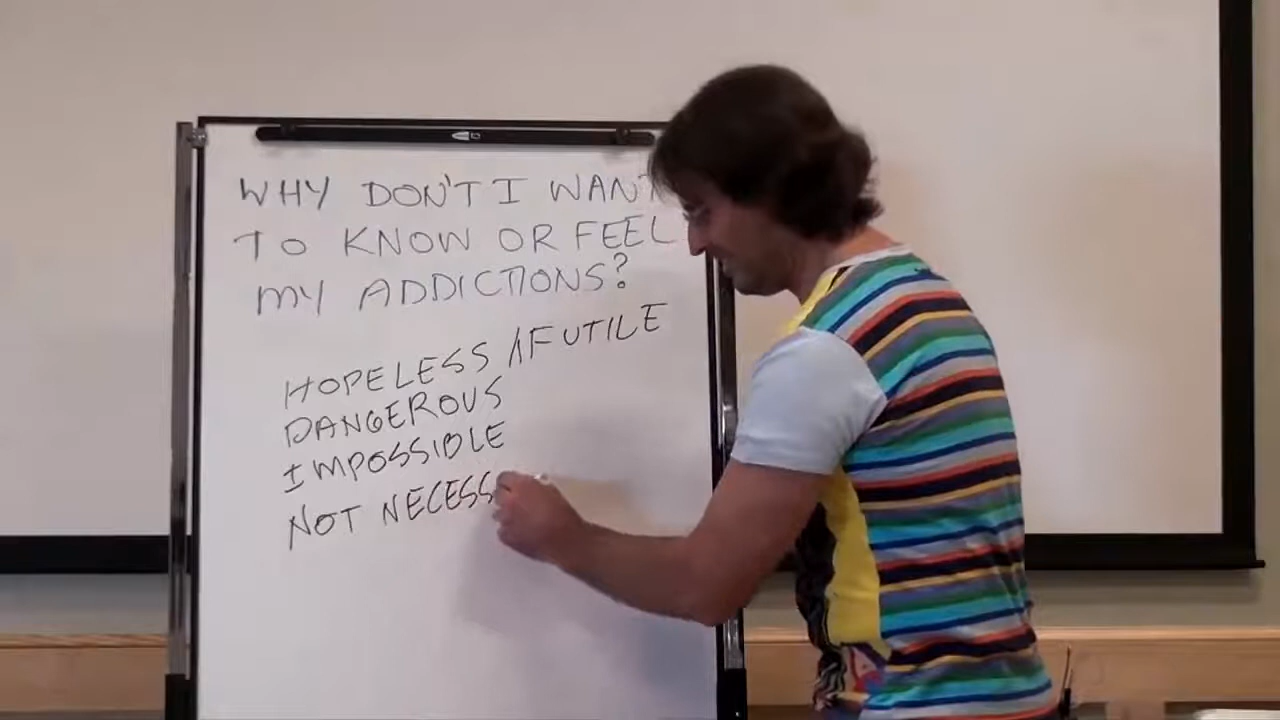 WHY DON'T I WANT
TO KNOW OR FEEL
MY ADDICTIONS?
HOPELESS / FUTILE
DANGEROUS
IMPOSSIBLE
NOT NECESS